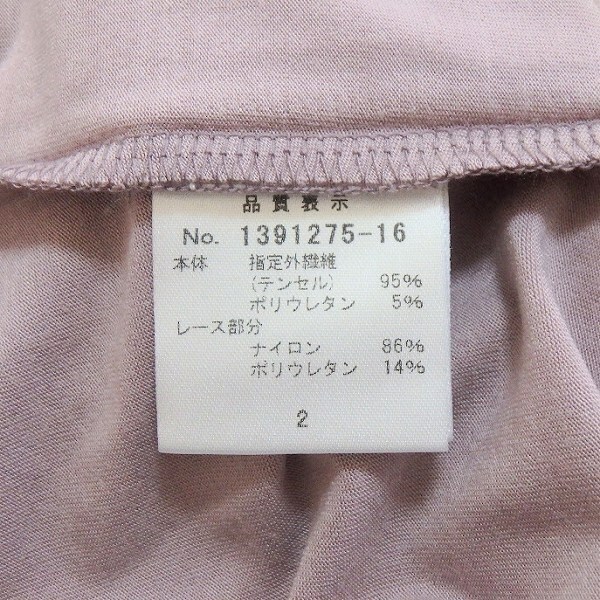 品質表示
No. 1391275-16
本体 指定外繊維
(テンセル) 95%
ポリウレタン 5%
レース部分
ナイロン 86%
ポリウレタン 14%
2